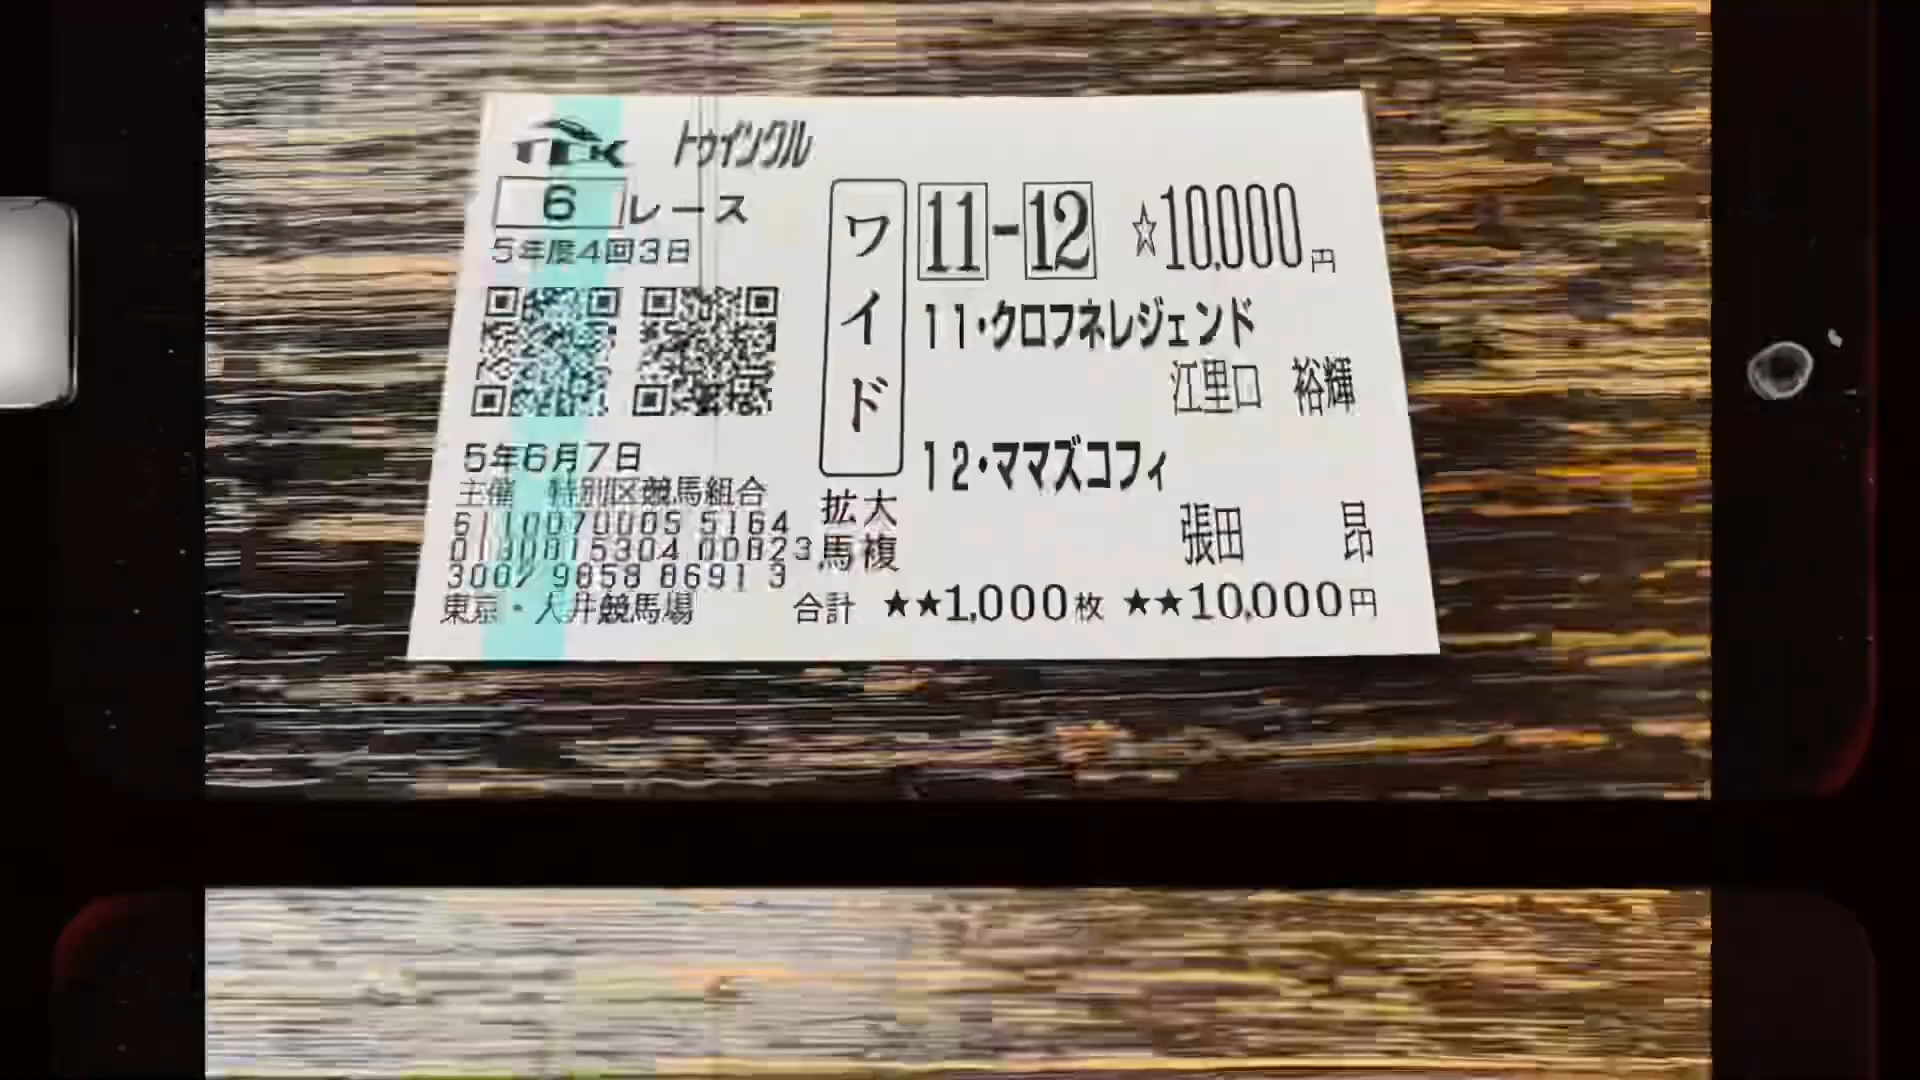 TCK トゥインクル
6レース
5年度4回3日
5年6月7日
主催 特別区競馬組合
東京・大井競馬場
ワイド
拡大
馬複
11-12 ☆10,000円
11・クロフネレジェンド
江里口 裕輝
12・ママズコフィ
張田 昂
合計 ★★1,000枚 ★★10,000円